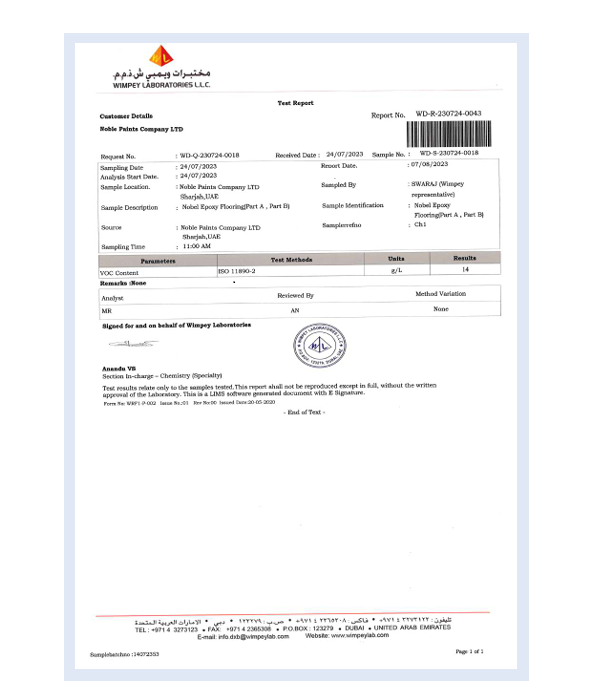 مختبرات ويمبي ش.ذ.م.م.
WIMPEY LABORATORIES L.L.C.
Test Report
Customer Details
Report No. WD-R-230724-0043
Noble Paints Company LTD
Request No. : WD-Q-230724-0018 Received Date : 24/07/2023 Sample No. : WD-S-230724-0018
Sampling Date : 24/07/2023 Report Date. : 07/08/2023
Analysis Start Date. : 24/07/2023
Sample Location. : Noble Paints Company LTD Sampled By : SWARAJ (Wimpey
Sharjah,UAE representative)
Sample Description : Nobel Epoxy Flooring(Part A , Part B) Sample Identification : Nobel Epoxy
Flooring(Part A , Part B)
Source : Noble Paints Company LTD Samplerefno : Ch1
Sharjah,UAE
Sampling Time : 11:00 AM
Parameters Test Methods Units Results
VOC Content ISO 11890-2 g/L 14
Remarks :None
Analyst Reviewed By Method Variation
MR AN None
Signed for and on behalf of Wimpey Laboratories
WIMPEY LABORATORIES L.L.C
WL
P.O.BOX : 123279, DUBAI, UAE
Anandu VS
Section In-charge – Chemistry (Specialty)
Test results relate only to the samples tested.This report shall not be reproduced except in full, without the written
approval of the Laboratory. This is a LIMS software generated document with E Signature.
Form No: WRF1-P-002 Issue No.:01 Rev No:00 Issued Date:20-05-2020
- End of Text -
تليفون : ٣٢٧٣١٢٣ ٤ ٩٧١+ • فاكس : ٢٣٦٥٣٠٨ ٤ ٩٧١+ • ص.ب : ١٢٣٢٧٩ • دبي • الامارات العربية المتحدة
TEL : +971 4 3273123 • FAX: +971 4 2365308 • P.O.BOX : 123279 • DUBAI • UNITED ARAB EMIRATES
E-mail: info.dxb@wimpeylab.com Website: www.wimpeylab.com
Samplebatchno :14072353
Page 1 of 1